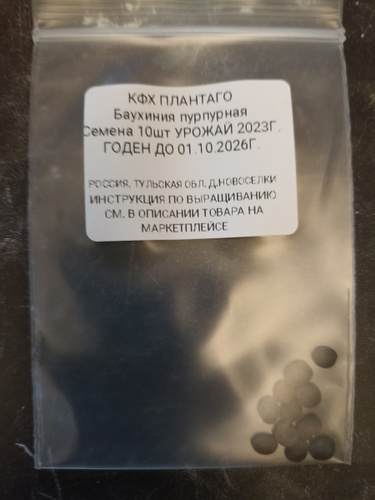 КФХ ПЛАНТАГО
Баухиния пурпурная
Семена 10шт УРОЖАЙ 2023Г.
ГОДЕН ДО 01.10.2026Г.
РОССИЯ. ТУЛЬСКАЯ ОБЛ. Д.НОВОСЕЛКИ
ИНСТРУКЦИЯ ПО ВЫРАЩИВАНИЮ
СМ. В ОПИСАНИИ ТОВАРА НА
МАРКЕТПЛЕЙСЕ